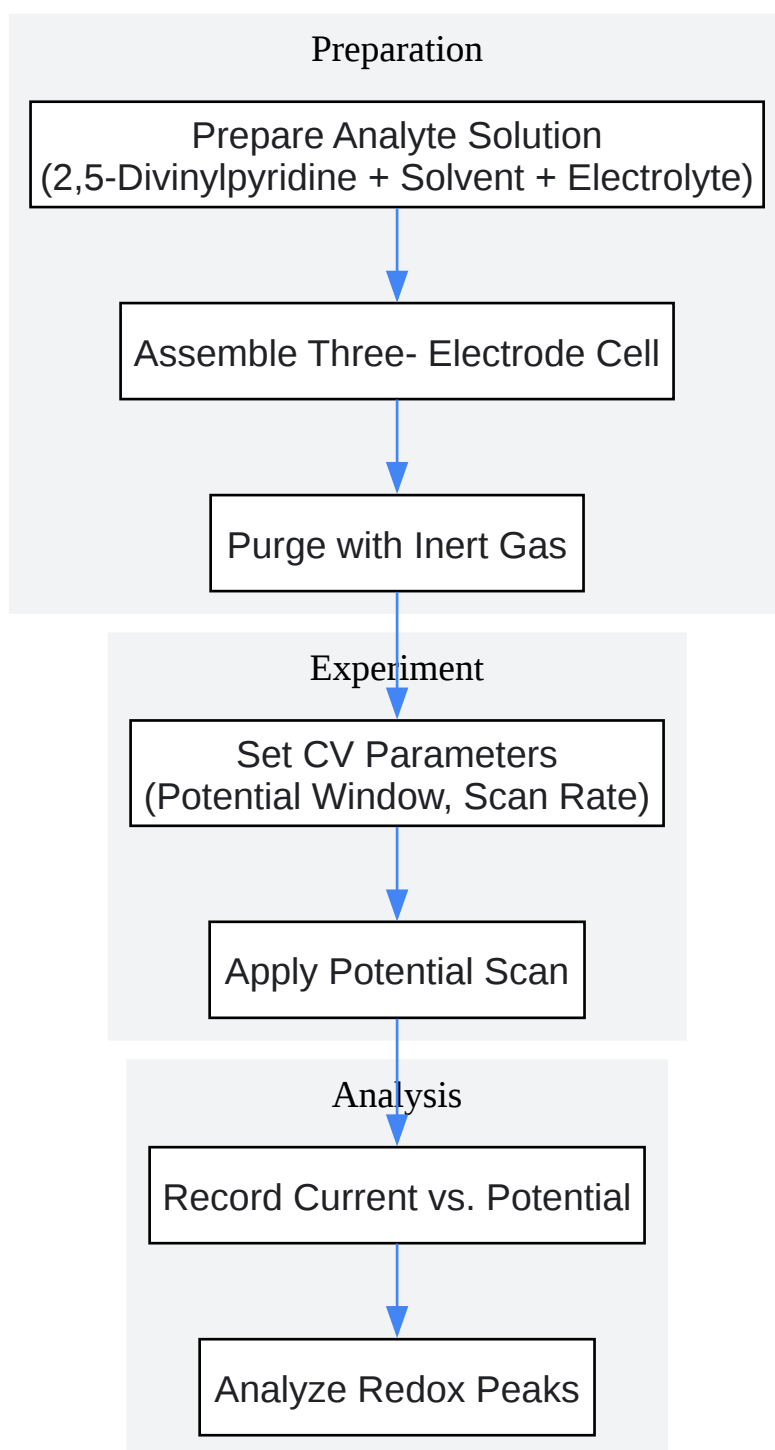 Preparation
Prepare Analyte Solution
(2,5-Divinylpyridine + Solvent + Electrolyte)
Assemble Three- Electrode Cell
Purge with Inert Gas
Experiment
Set CV Parameters
(Potential Window, Scan Rate)
Apply Potential Scan
Analysis
Record Current vs. Potential
Analyze Redox Peaks